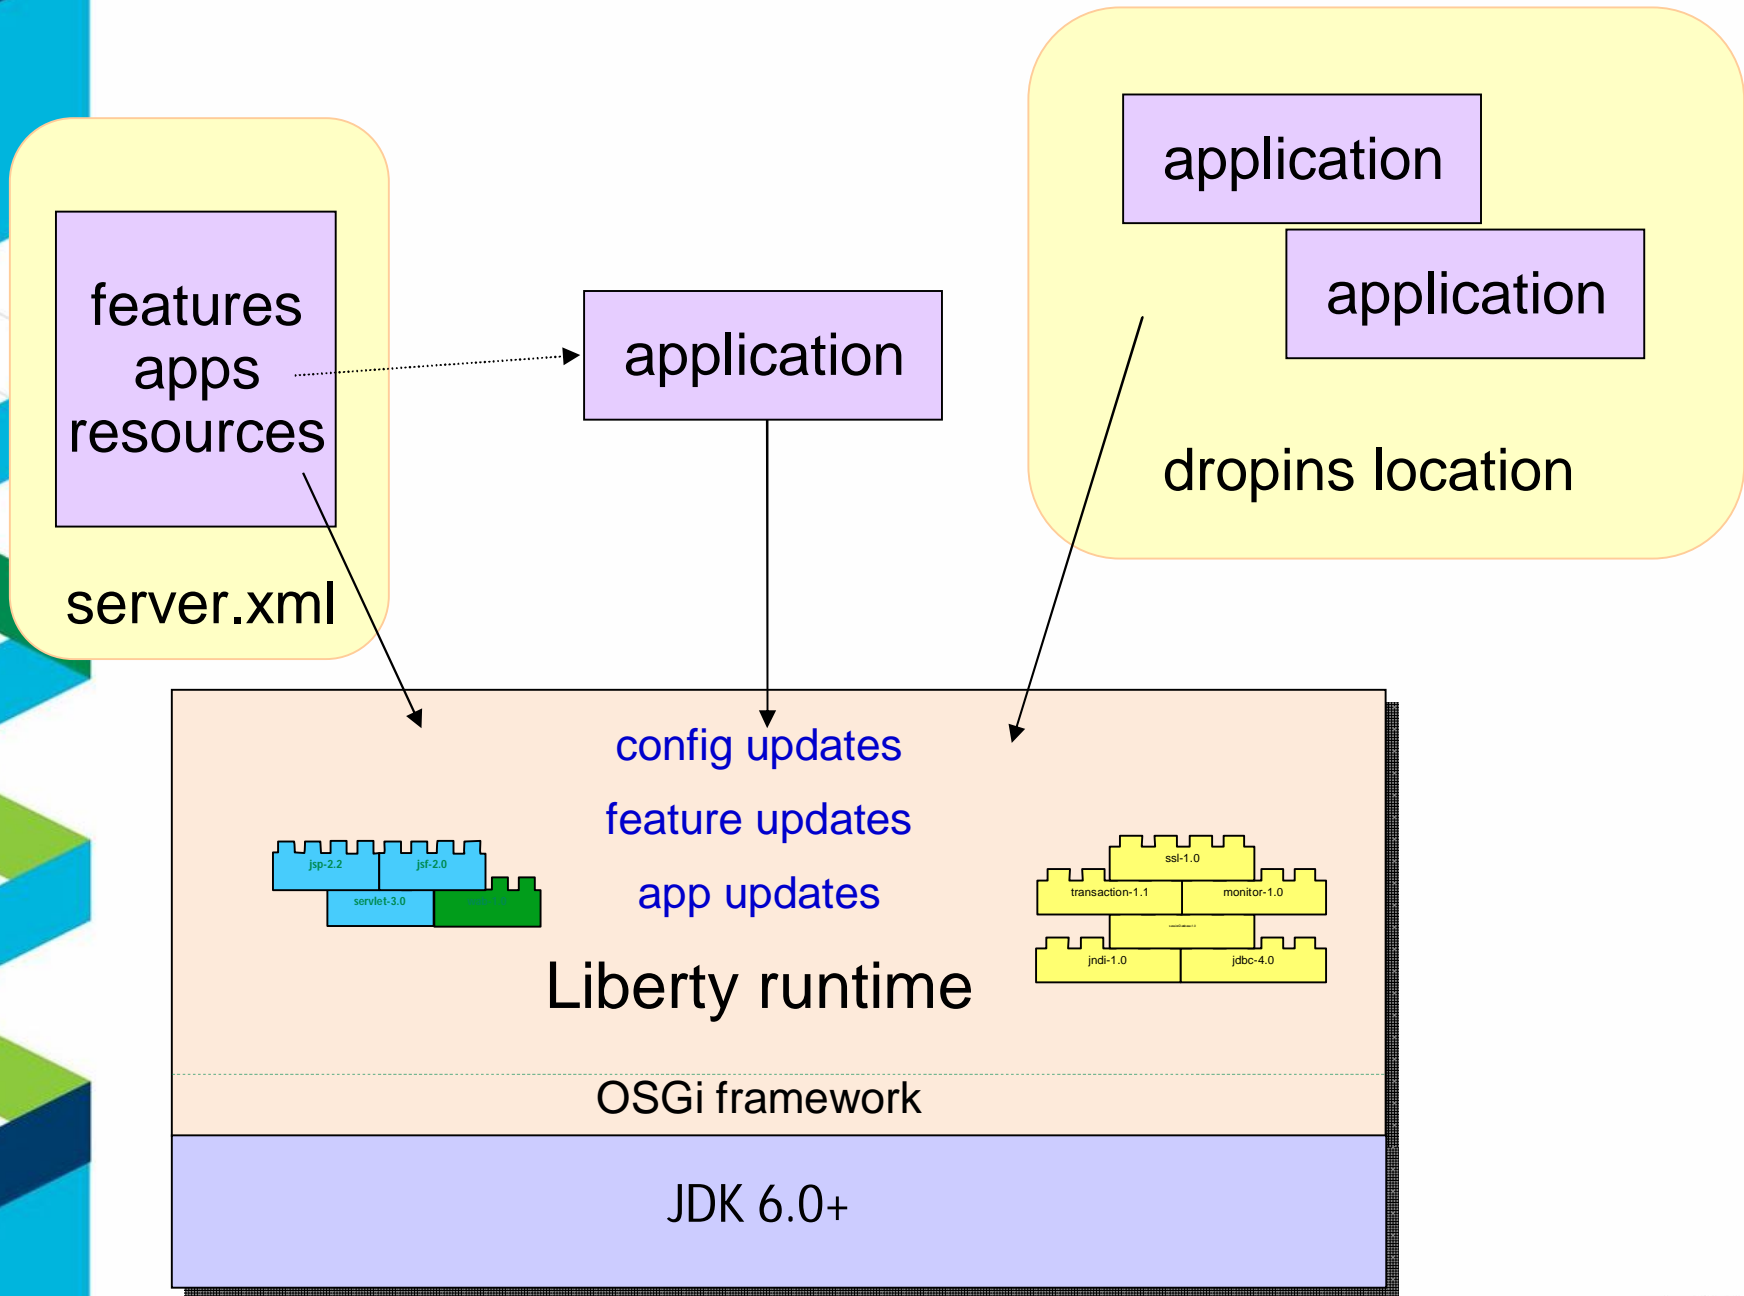 application
application
dropins location
features
apps
resources
server.xml
application
config updates
feature updates
app updates
jsp-2.2
jsf-2.0
servlet-3.0
ssl-1.0
transaction-1.1
monitor-1.0
jndi-1.0
jdbc-4.0
Liberty runtime
OSGi framework
JDK 6.0+